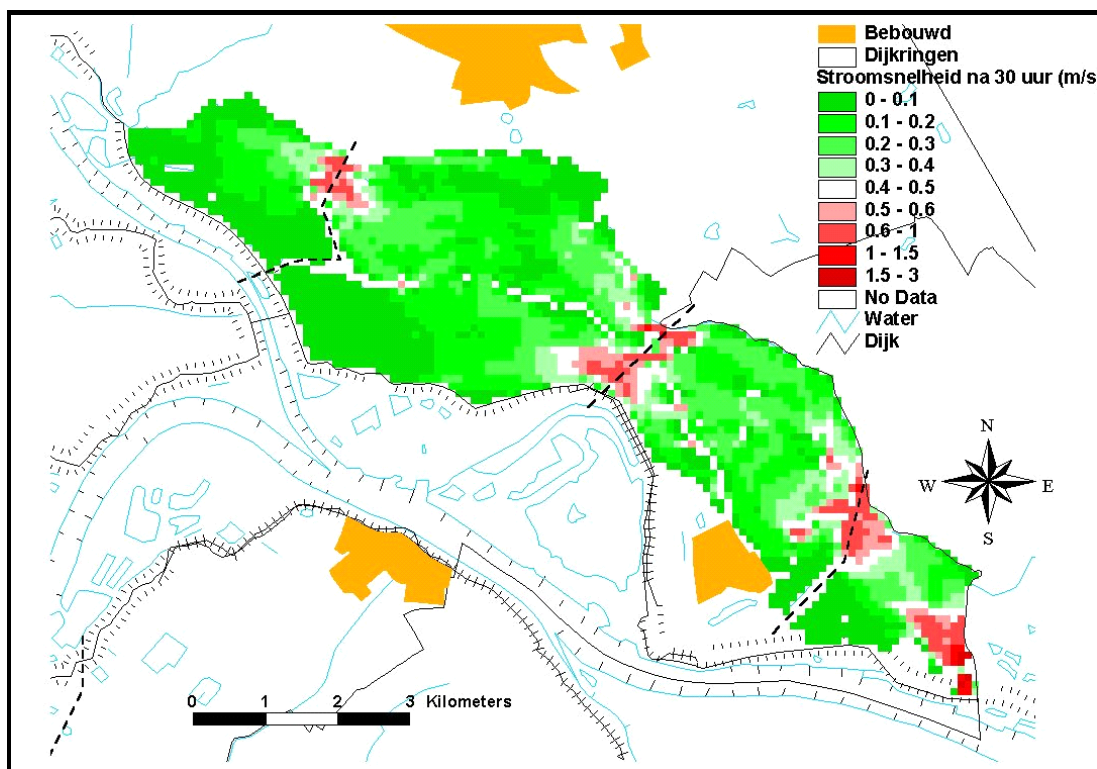 Bebouwd
Dijkringen
Stroomsnelheid na 30 uur (m/s
0 - 0.1
0.1 - 0.2
0.2 - 0.3
0.3 - 0.4
0.4 - 0.5
0.5 - 0.6
0.6 - 1
1 - 1.5
1.5 - 3
No Data
Water
Dijk
N
W
E
S
0 1 2 3 Kilometers